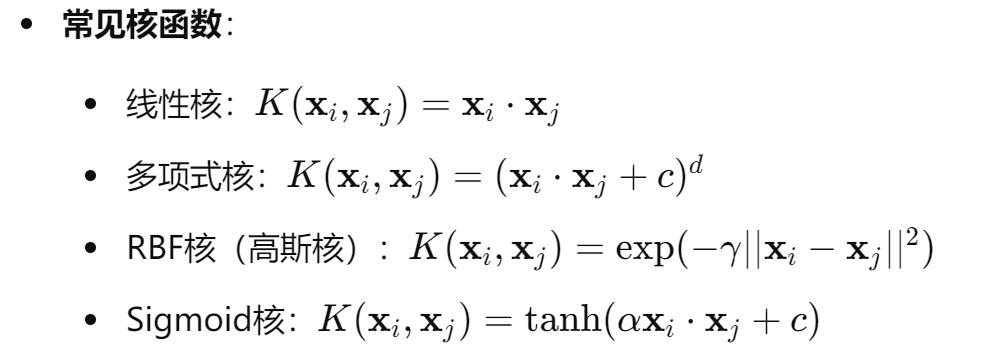 常见核函数:
线性核：K(𝐱ᵢ, 𝐱ⱼ) = 𝐱ᵢ · 𝐱ⱼ
多项式核：K(𝐱ᵢ, 𝐱ⱼ) = (𝐱ᵢ · 𝐱ⱼ + c)ᵈ
RBF核（高斯核）：K(𝐱ᵢ, 𝐱ⱼ) = exp(−γ||𝐱ᵢ − 𝐱ⱼ||²)
Sigmoid核：K(𝐱ᵢ, 𝐱ⱼ) = tanh(α𝐱ᵢ · 𝐱ⱼ + c)